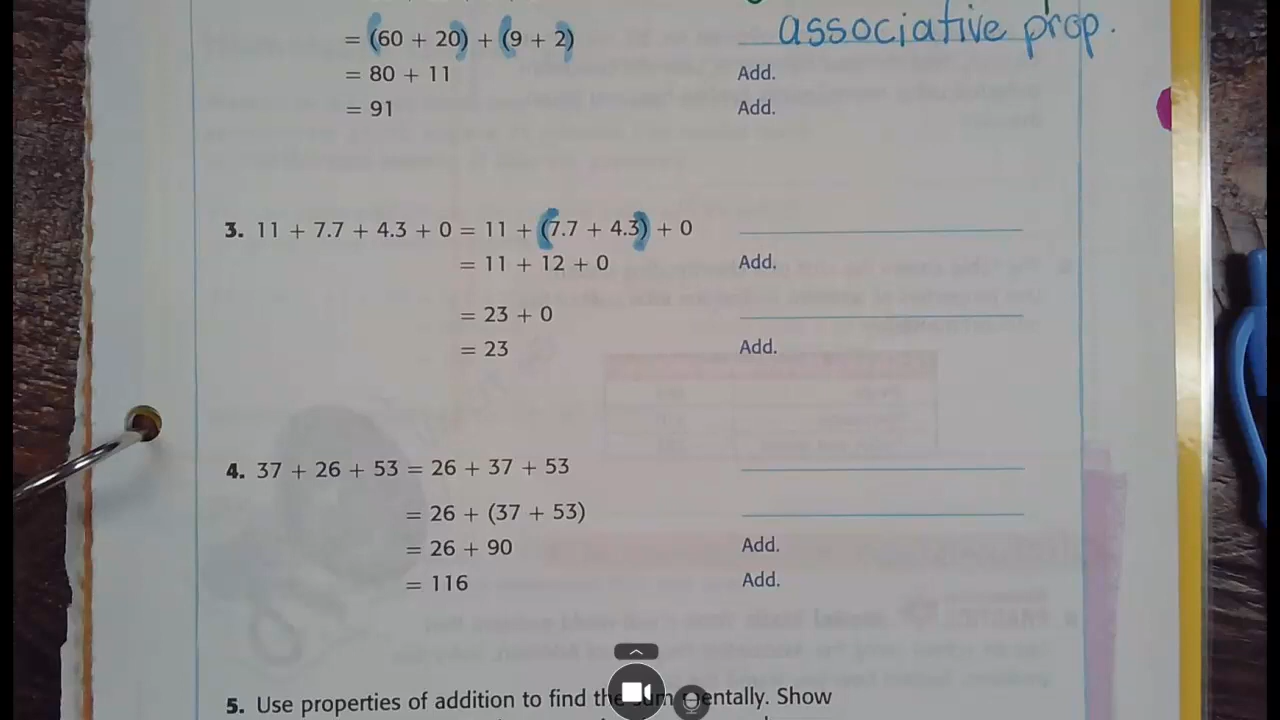 associative prop.
= (60 + 20) + (9 + 2)
= 80 + 11 Add.
= 91 Add.
3. 11 + 7.7 + 4.3 + 0 = 11 + (7.7 + 4.3) + 0
= 11 + 12 + 0 Add.
= 23 + 0
= 23 Add.
4. 37 + 26 + 53 = 26 + 37 + 53
= 26 + (37 + 53)
= 26 + 90 Add.
= 116 Add.
5. Use properties of addition to find the sum mentally. Show